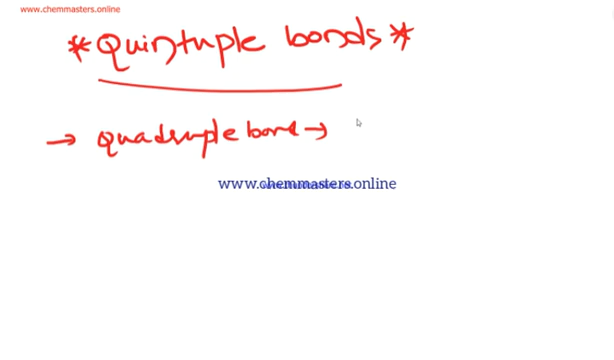 www.chemmasters.online
*Quintuple bonds*
→ Quadruple bond →
www.chemmasters.online